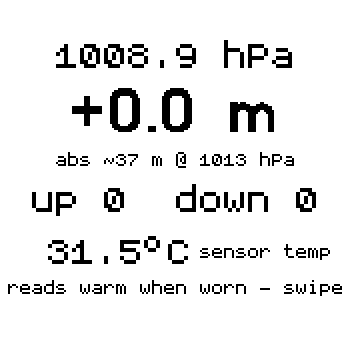 1008.9 hPa
+0.0 m
abs ~37 m @ 1013 hPa
up 0 down 0
31.5°C sensor temp
reads warm when worn - swipe